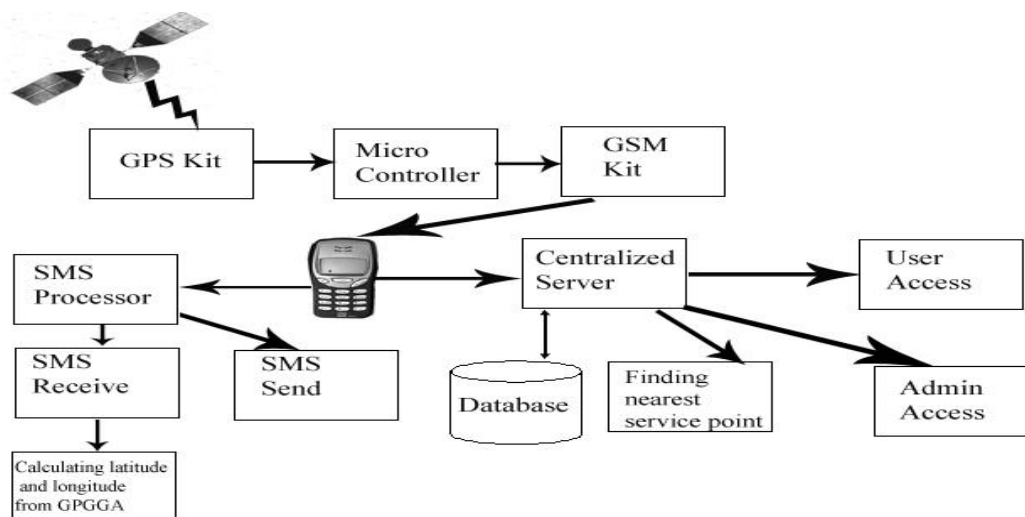 GPS Kit
Micro
Controller
GSM
Kit
SMS
Processor
Centralized
Server
User
Access
SMS
Receive
SMS
Send
Database
Finding
nearest
service point
Admin
Access
Calculating latitude
and longitude
from GPGGA